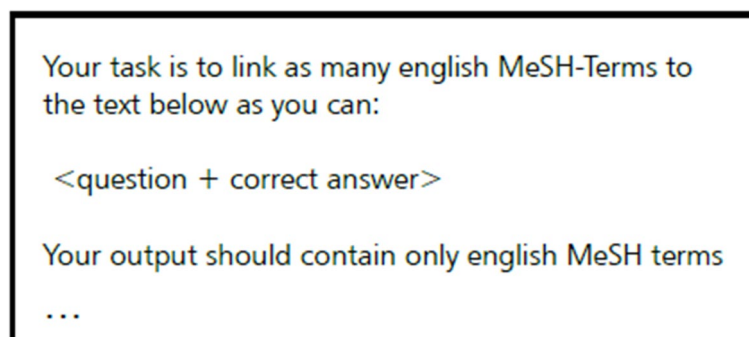 Your task is to link as many english MeSH-Terms to
the text below as you can:
<question + correct answer>
Your output should contain only english MeSH terms
...